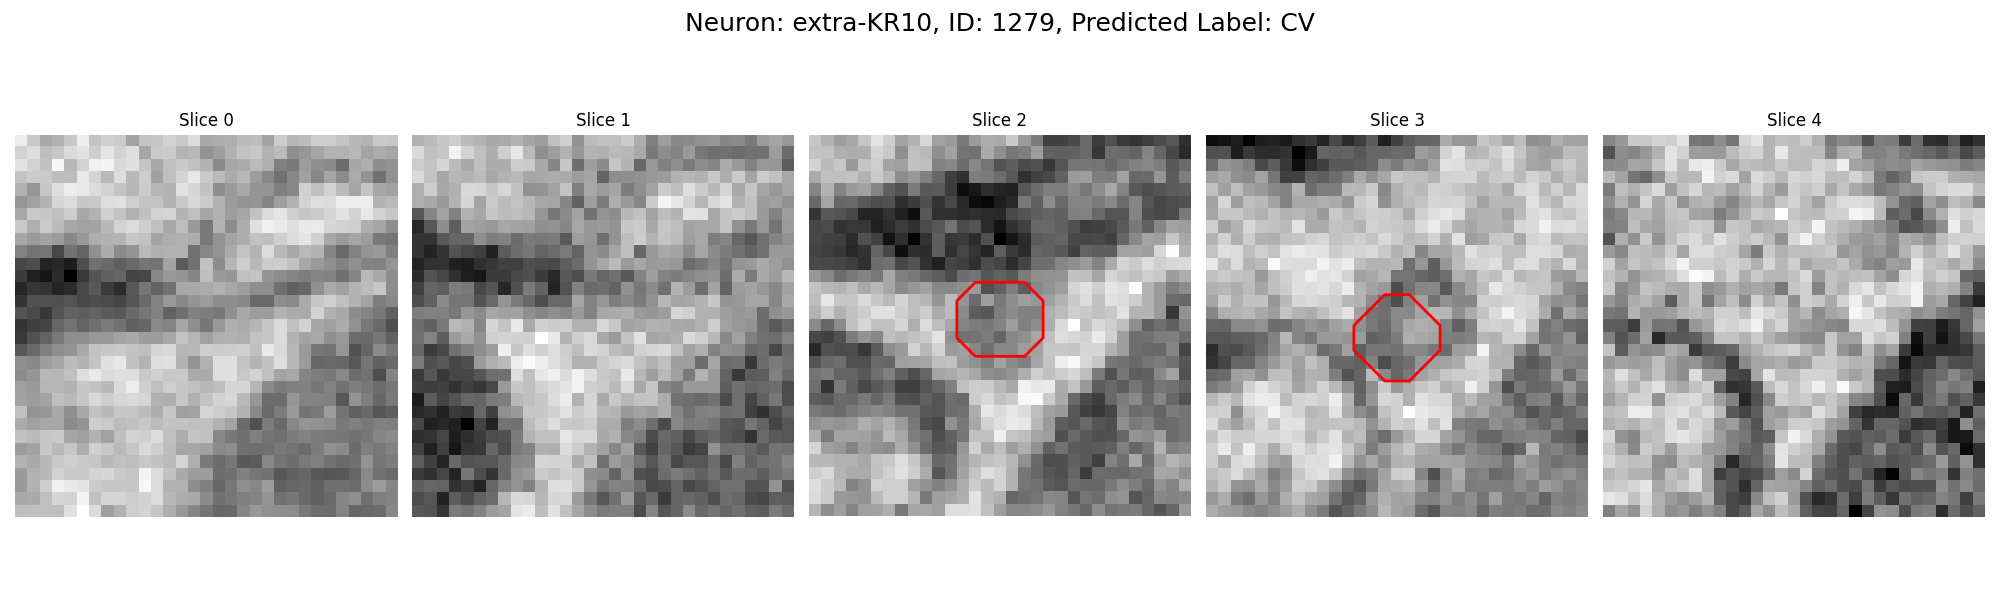 Neuron: extra-KR10, ID: 1279, Predicted Label: CV
Slice 0
Slice 1
Slice 2
Slice 3
Slice 4